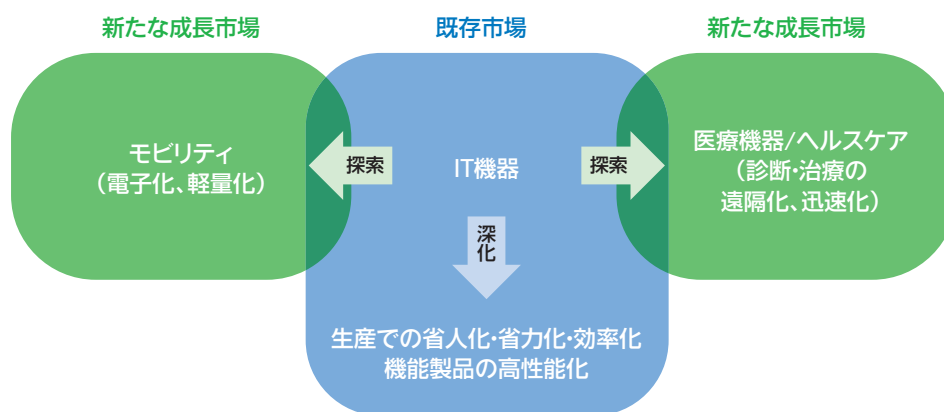 新たな成長市場
既存市場
新たな成長市場
モビリティ
（電子化、軽量化）
探索
IT機器
探索
医療機器/ヘルスケア
（診断・治療の
遠隔化、迅速化）
深化
生産での省人化・省力化・効率化
機能製品の高性能化